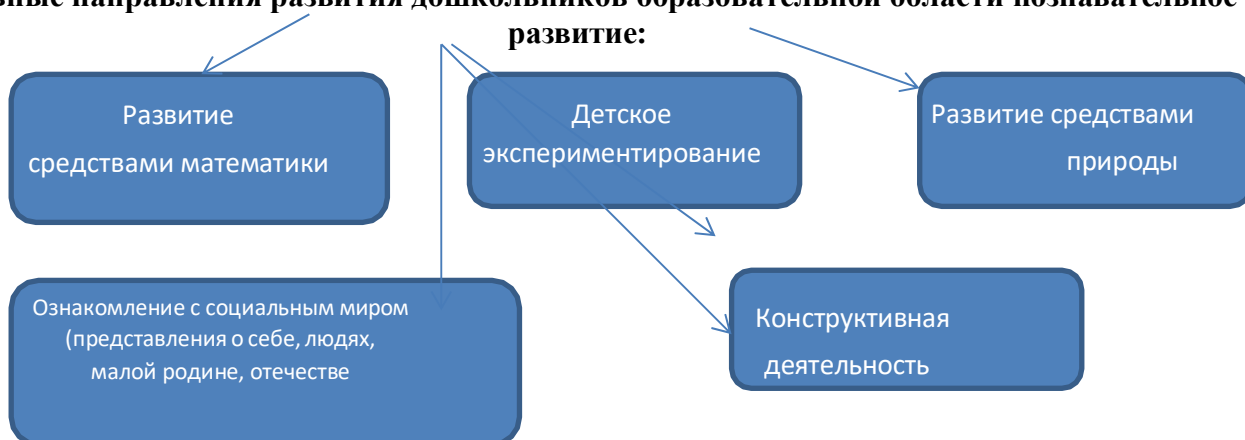 развития дошкольников образовательной области познавательное
развитие:
Развитие
средствами математики
Детское
экспериментирование
Развитие средствами
природы
Ознакомление с социальным миром
(представления о себе, людях,
малой родине, отечестве
Конструктивная
деятельность